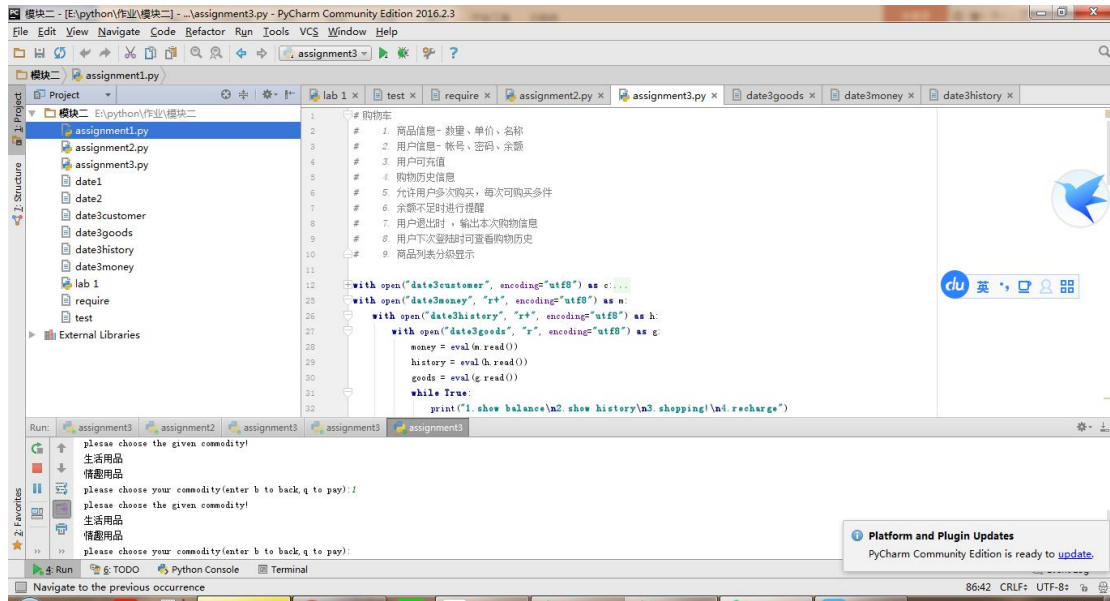 模块二 - [E:\python\作业\模块二] - ...\assignment3.py - PyCharm Community Edition 2016.2.3
File Edit View Navigate Code Refactor Run Tools VCS Window Help
assignment3
模块二 assignment1.py
Project
lab 1 test require assignment2.py assignment3.py date3goods date3money date3history
1: Project
7: Structure
2: Favorites
模块二 E:\python\作业\模块二
assignment1.py
assignment2.py
assignment3.py
date1
date2
date3customer
date3goods
date3history
date3money
lab 1
require
test
External Libraries
1 # 购物车
2 # 1. 商品信息- 数量、单价、名称
3 # 2. 用户信息- 帐号、密码、余额
4 # 3. 用户可充值
5 # 4. 购物历史信息
6 # 5. 允许用户多次购买，每次可购买多件
7 # 6. 余额不足时进行提醒
8 # 7. 用户退出时 ，输出本次购物信息
9 # 8. 用户下次登陆时可查看购物历史
10 # 9. 商品列表分级显示
11
12 with open("date3customer", encoding="utf8") as c:...
25 with open("date3money", "r+", encoding="utf8") as m:
26 with open("date3history", "r+", encoding="utf8") as h:
27 with open("date3goods", "r", encoding="utf8") as g:
28 money = eval(m.read())
29 history = eval(h.read())
30 goods = eval(g.read())
31 while True:
32 print("1.show balance\n2.show history\n3.shopping!\n4.recharge")
du 英
Run: assignment3 assignment2 assignment3 assignment3 assignment3
plesae choose the given commodity!
生活用品
情趣用品
please choose your commodity(enter b to back,q to pay):1
plesae choose the given commodity!
生活用品
情趣用品
please choose your commodity(enter b to back,q to pay):
Platform and Plugin Updates
PyCharm Community Edition is ready to update.
4: Run 6: TODO Python Console Terminal
Navigate to the previous occurrence 86:42 CRLF UTF-8